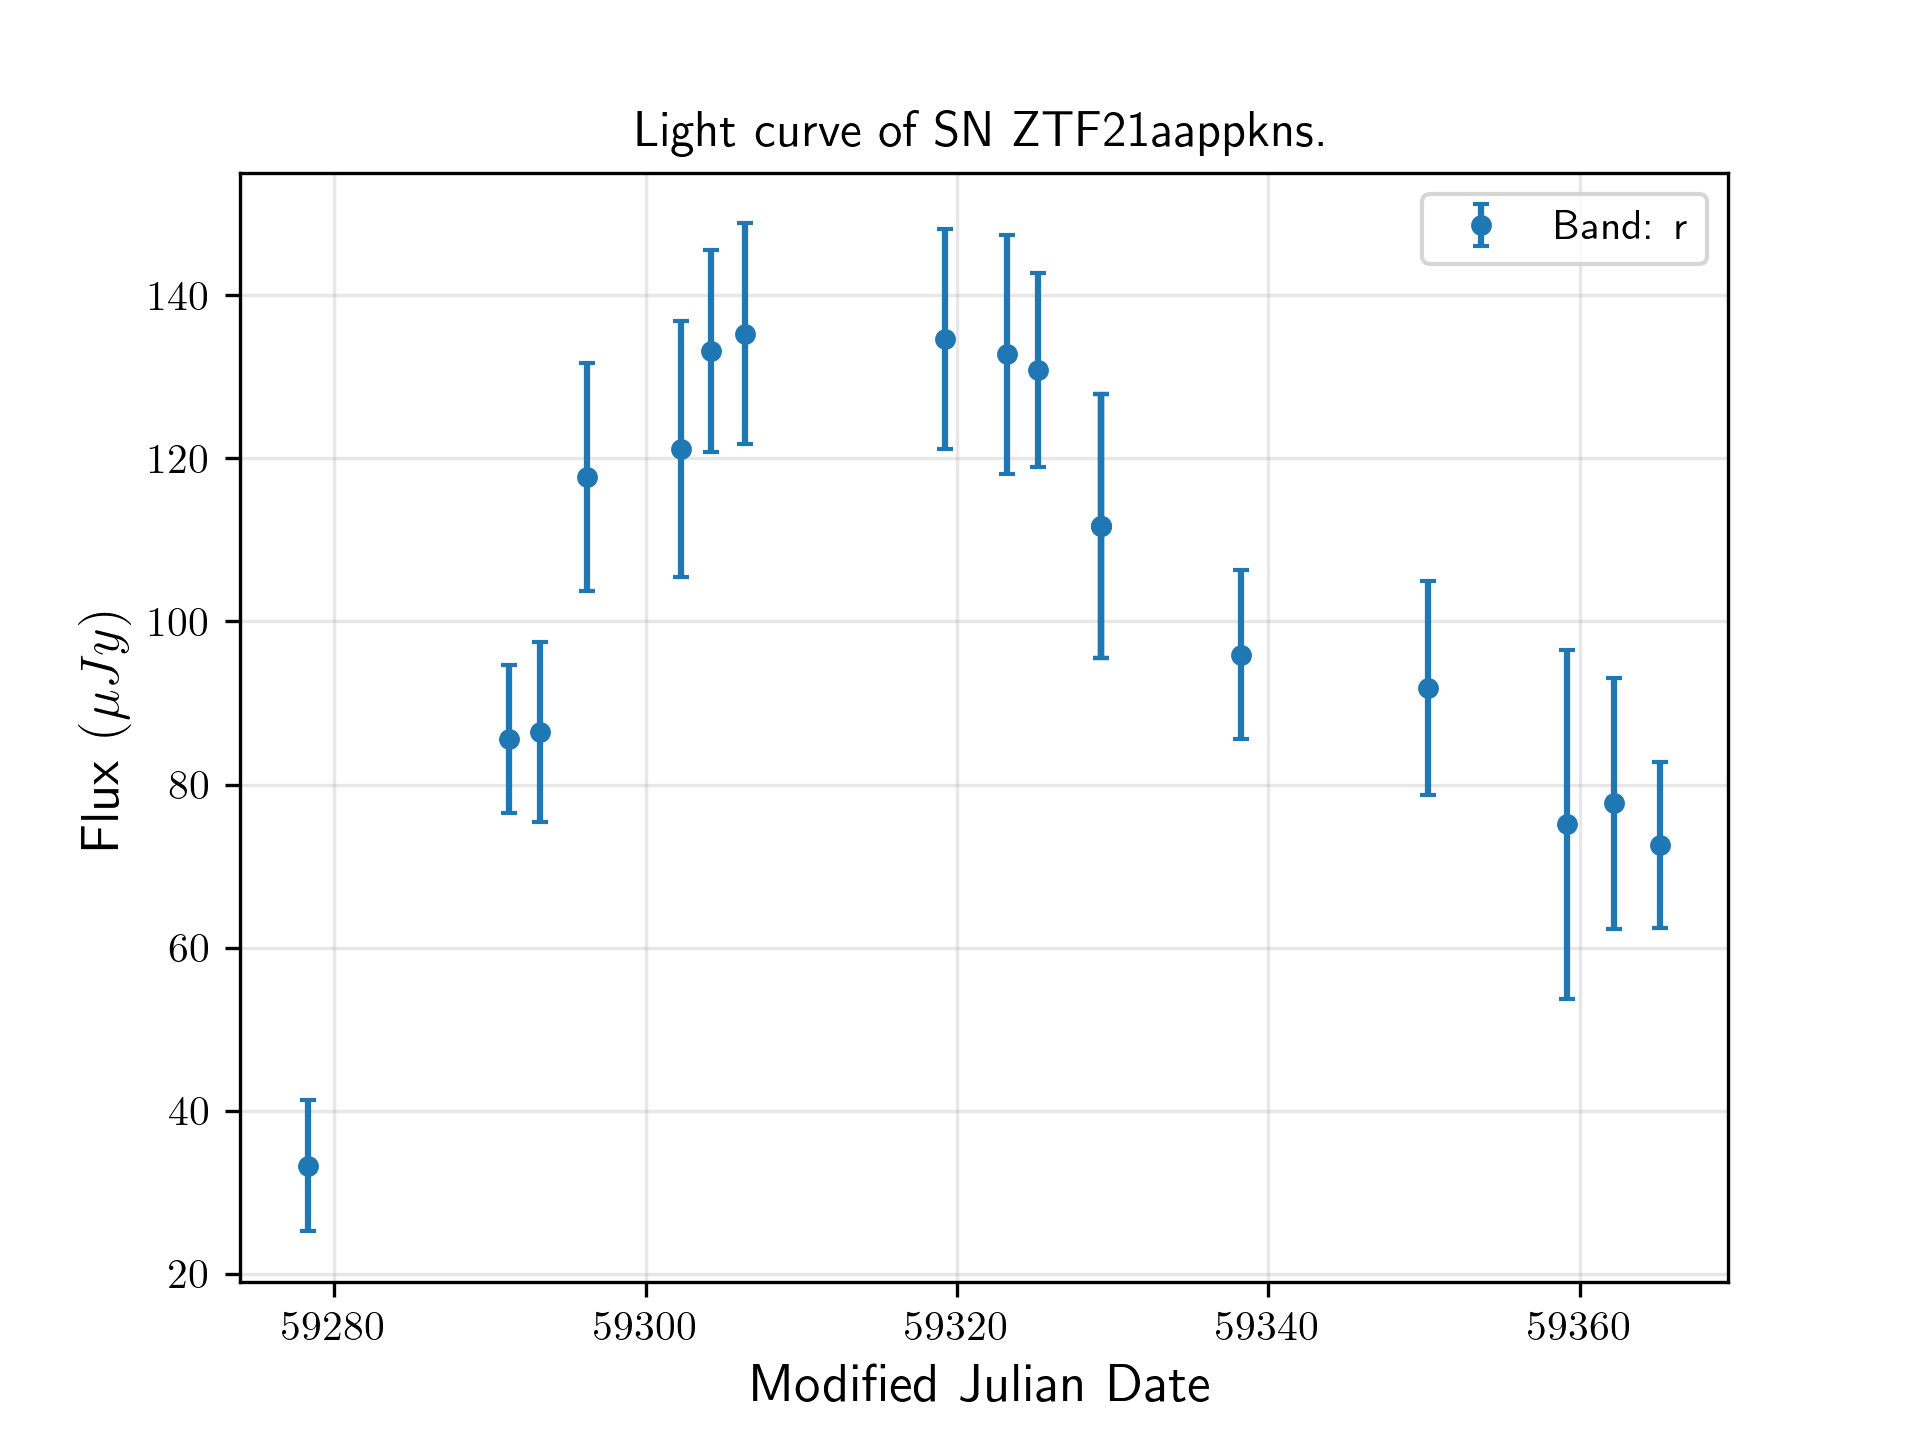 Light curve of SN ZTF21aappkns.
Band: r
Flux (μJy)
140
120
100
80
60
40
20
59280 59300 59320 59340 59360
Modified Julian Date